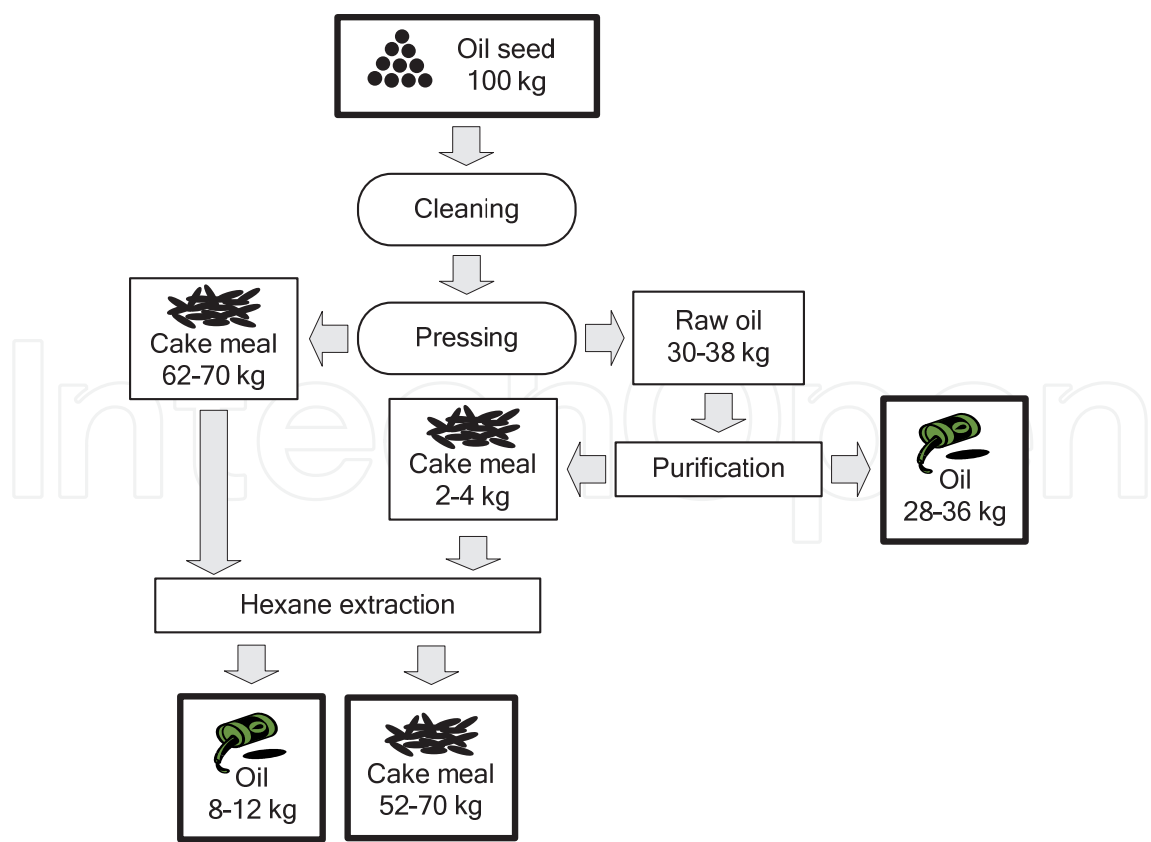 Oil seed
100 kg
Cleaning
Pressing
Cake meal
62-70 kg
Raw oil
30-38 kg
Cake meal
2-4 kg
Purification
Oil
28-36 kg
Hexane extraction
Oil
8-12 kg
Cake meal
52-70 kg
IntechOpen